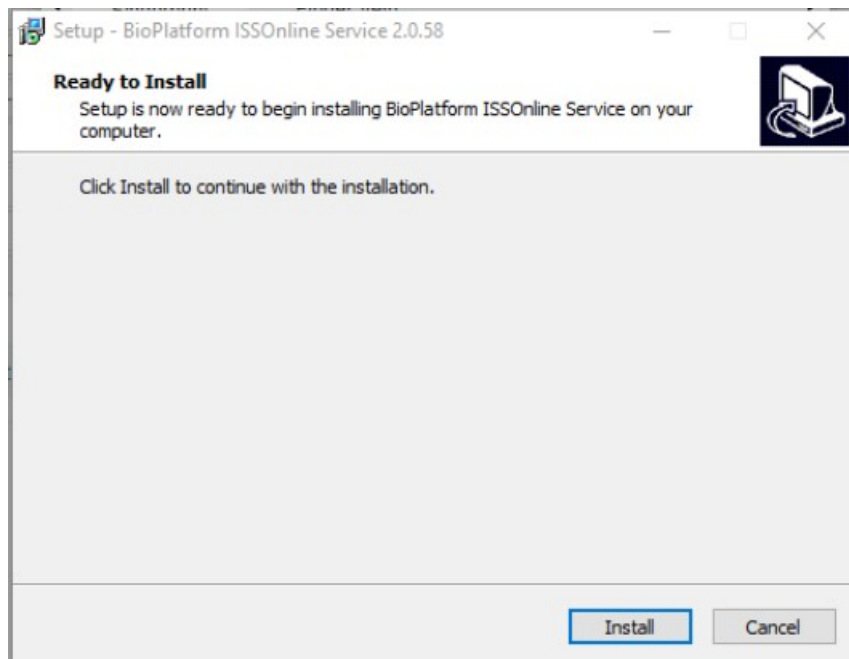 Setup - BioPlatform ISSOnline Service 2.0.58
Ready to Install
Setup is now ready to begin installing BioPlatform ISSOnline Service on your
computer.
Click Install to continue with the installation.
Install
Cancel